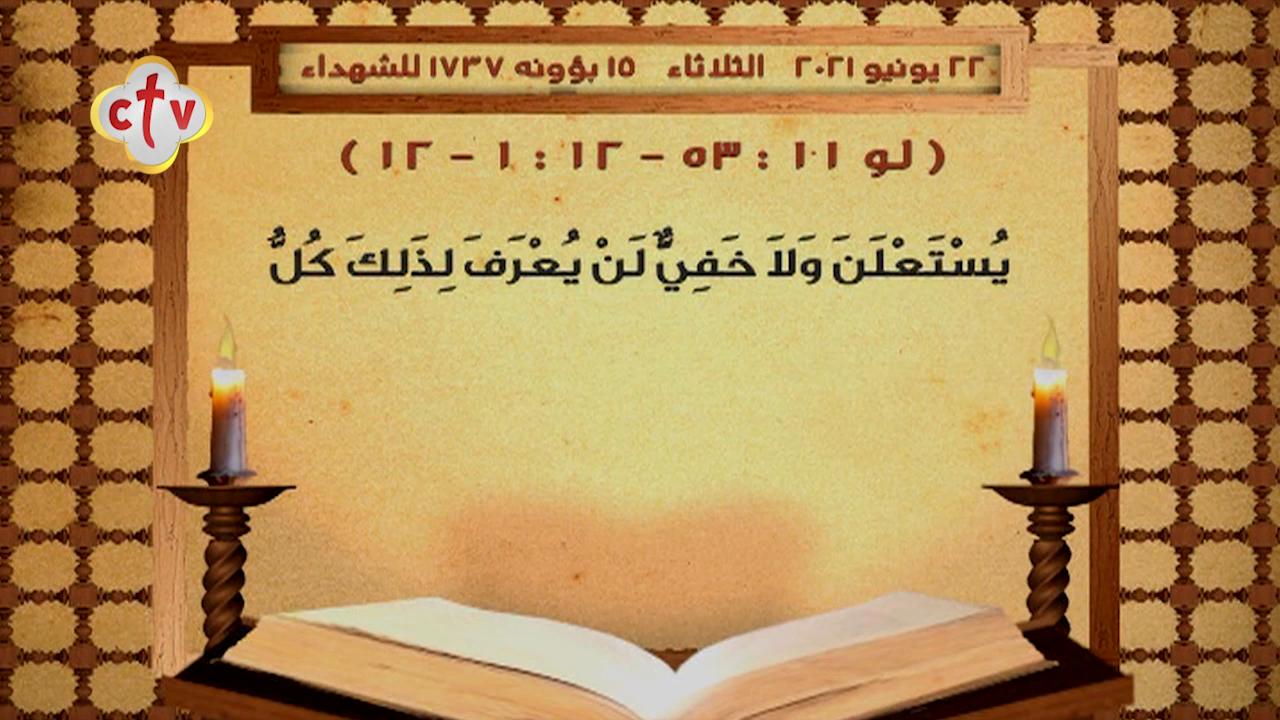 ٢٢ يونيو ٢٠٢١ الثلاثاء ١٥ بؤونه ١٧٣٧ للشهداء
ctv
( لو ١١ : ٥٣ - ١٢ : ١ - ١٢ )
يُسْتَعْلَنَ وَلاَ خَفِيٌّ لَنْ يُعْرَفَ لِذَلِكَ كُلُّ